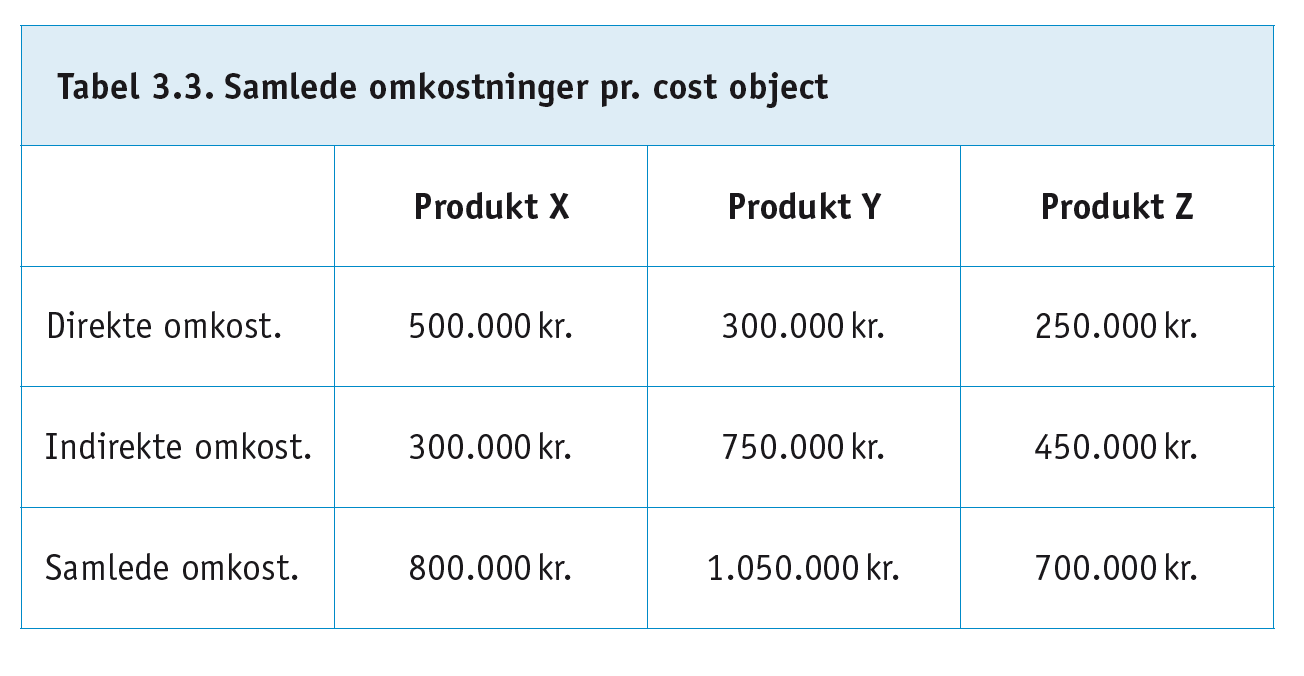 Tabel 3.3. Samlede omkostninger pr. cost object
Produkt X Produkt Y Produkt Z
Direkte omkost. 500.000 kr. 300.000 kr. 250.000 kr.
Indirekte omkost. 300.000 kr. 750.000 kr. 450.000 kr.
Samlede omkost. 800.000 kr. 1.050.000 kr. 700.000 kr.